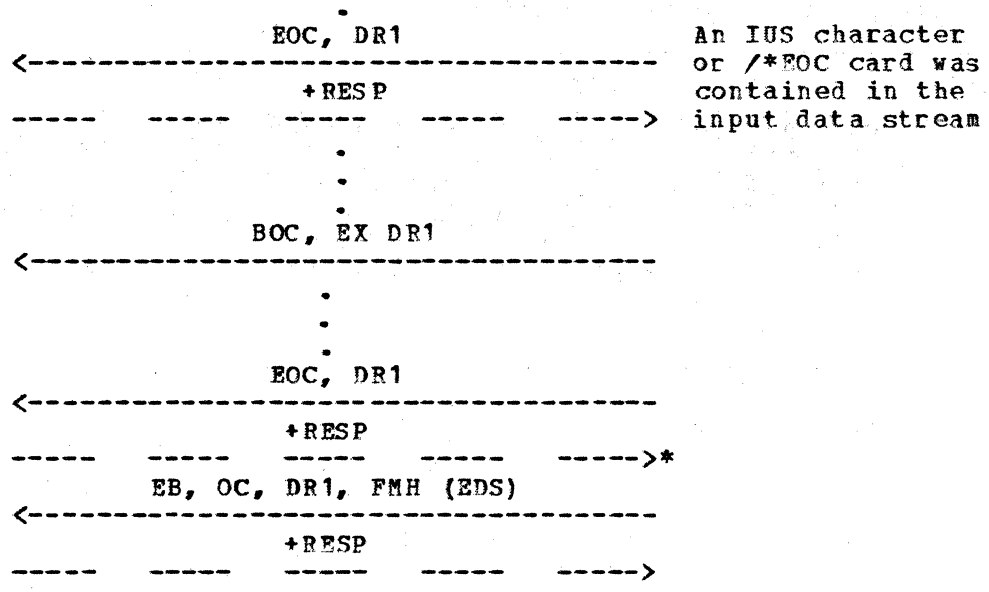 .
EOC, DR1 An IUS character
<------------------------------------- or /*EOC card was
+RESP contained in the
----- ----- ----- ----- -----> input data stream
.
.
.
BOC, EX DR1
<-------------------------------------
.
.
.
EOC, DR1
<-------------------------------------
+RESP
----- ----- ----- ----- ----->*
EB, OC, DR1, FMH (EDS)
<-------------------------------------
+RESP
----- ----- ----- ----- ----->